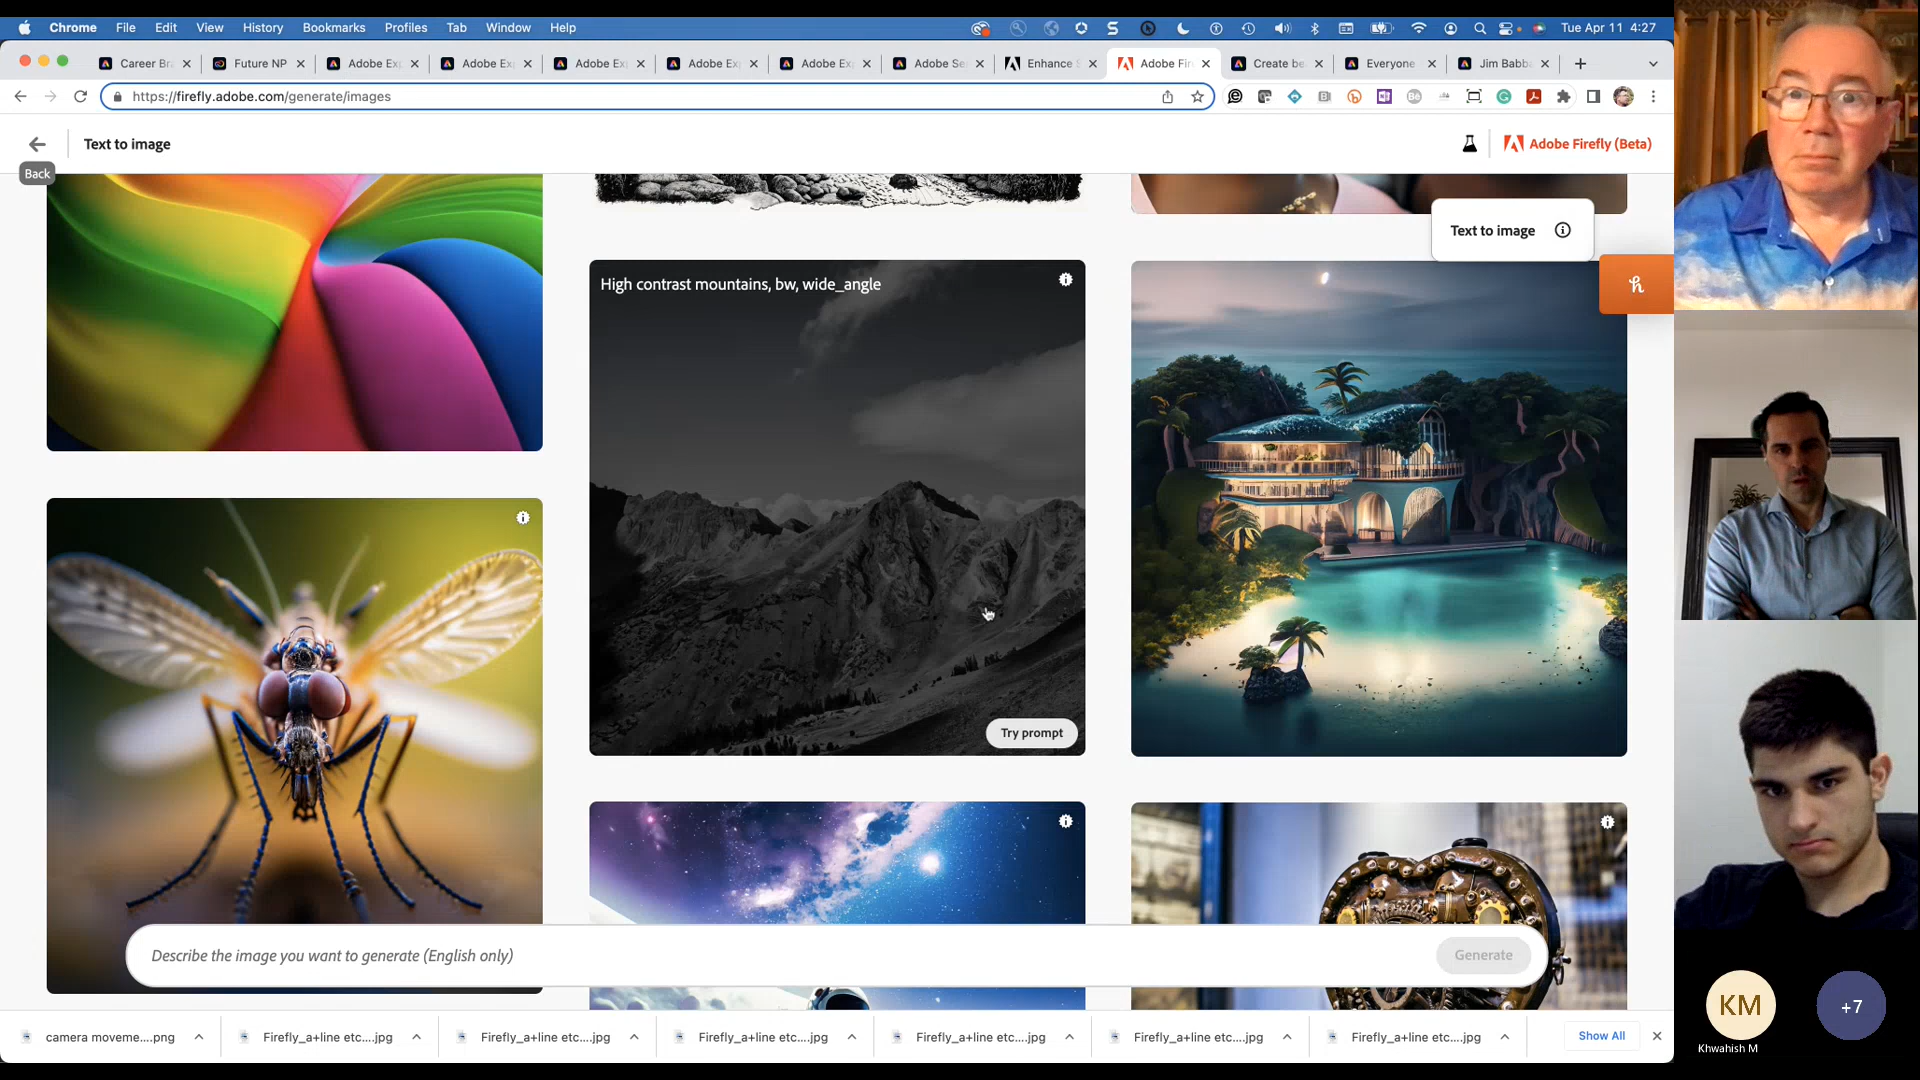 Chrome File Edit View History Bookmarks Profiles Tab Window Help Tue Apr 11 4:27
Career Br Future NP Adobe Ex Adobe Ex Adobe Ex Adobe Ex Adobe Ex Adobe Se Enhance S Adobe Fir Create be Everyone Jim Babb
https://firefly.adobe.com/generate/images
Text to image
Adobe Firefly (Beta)
Back
Text to image
High contrast mountains, bw, wide_angle
Try prompt
Describe the image you want to generate (English only)
Generate
camera moveme....png Firefly_a+line etc....jpg Firefly_a+line etc....jpg Firefly_a+line etc....jpg Firefly_a+line etc....jpg Firefly_a+line etc....jpg Firefly_a+line etc....jpg Show All
KM
+7
Khwahish M